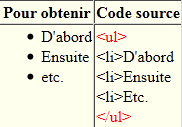 Pour obtenir Code source
• D'abord
• Ensuite
• etc.
<ul>
<li>D'abord
<li>Ensuite
<li>Etc.
</ul>